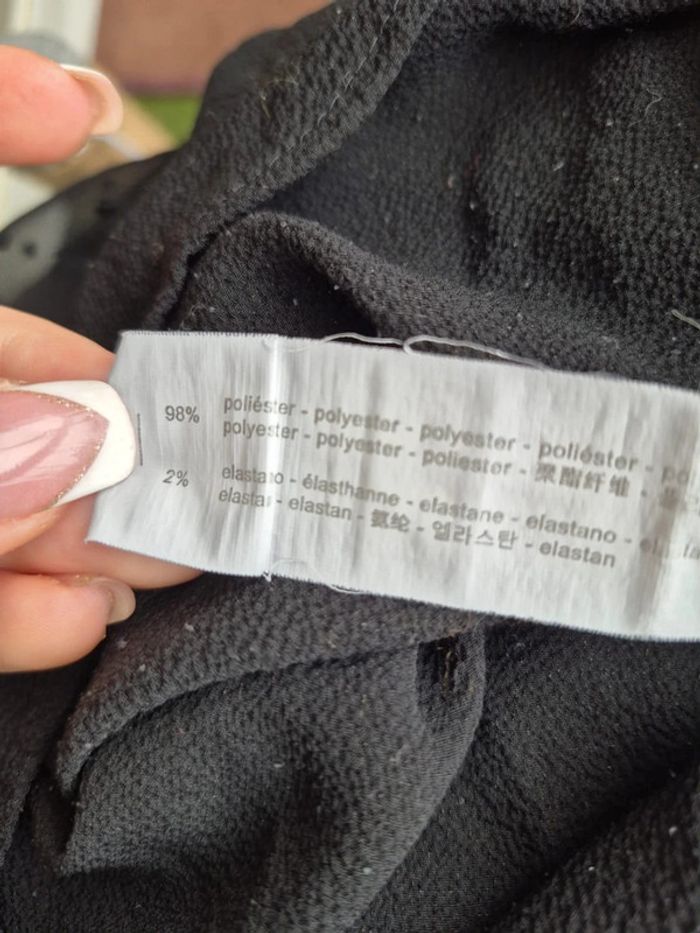 98% poliéster - polyester - polyester - poliéster -
polyester - polyester - poliester - 聚酯纤维 -
2% elastano - élasthanne - elastane - elastano -
elastan - elastan - 氨纶 - 엘라스탄 - elastan